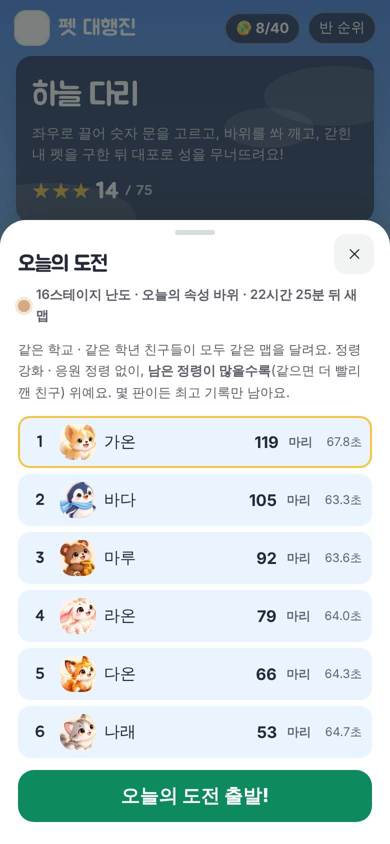 펫 대행진
8/40
반 순위
하늘 다리
좌우로 끌어 숫자 문을 고르고, 바위를 쏴 깨고, 갇힌
내 펫을 구한 뒤 대포로 성을 무너뜨려요!
★★★ 14 / 75
오늘의 도전
16스테이지 난도 · 오늘의 속성 바위 · 22시간 25분 뒤 새
맵
같은 학교 · 같은 학년 친구들이 모두 같은 맵을 달려요. 정령
강화 · 응원 정령 없이, 남은 정령이 많을수록(같으면 더 빨리
깬 친구) 위예요. 몇 판이든 최고 기록만 남아요.
1 가온 119 마리 67.8초
2 바다 105 마리 63.3초
3 마루 92 마리 63.6초
4 라온 79 마리 64.0초
5 다온 66 마리 64.3초
6 나래 53 마리 64.7초
오늘의 도전 출발!